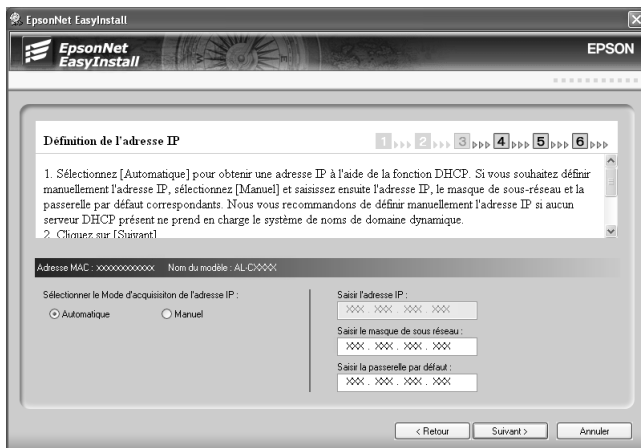 EpsonNet EasyInstall
EpsonNet
EasyInstall
EPSON
Définition de l'adresse IP
1 2 3 4 5 6
1. Sélectionnez [Automatique] pour obtenir une adresse IP à l'aide de la fonction DHCP. Si vous souhaitez définir
manuellement l'adresse IP, sélectionnez [Manuel] et saisissez ensuite l'adresse IP, le masque de sous-réseau et la
passerelle par défaut correspondants. Nous vous recommandons de définir manuellement l'adresse IP si aucun
serveur DHCP présent ne prend en charge le système de noms de domaine dynamique.
2. Cliquez sur [Suivant]
Adresse MAC : xxxxxxxxxxxx Nom du modèle : AL-CXXXX
Sélectionner le Mode d'acquisiton de l'adresse IP :
Automatique Manuel
Saisir l'adresse IP :
XXX . XXX . XXX . XXX
Saisir le masque de sous réseau :
XXX . XXX . XXX . XXX
Saisir la passerelle par défaut :
XXX . XXX . XXX . XXX
< Retour Suivant > Annuler